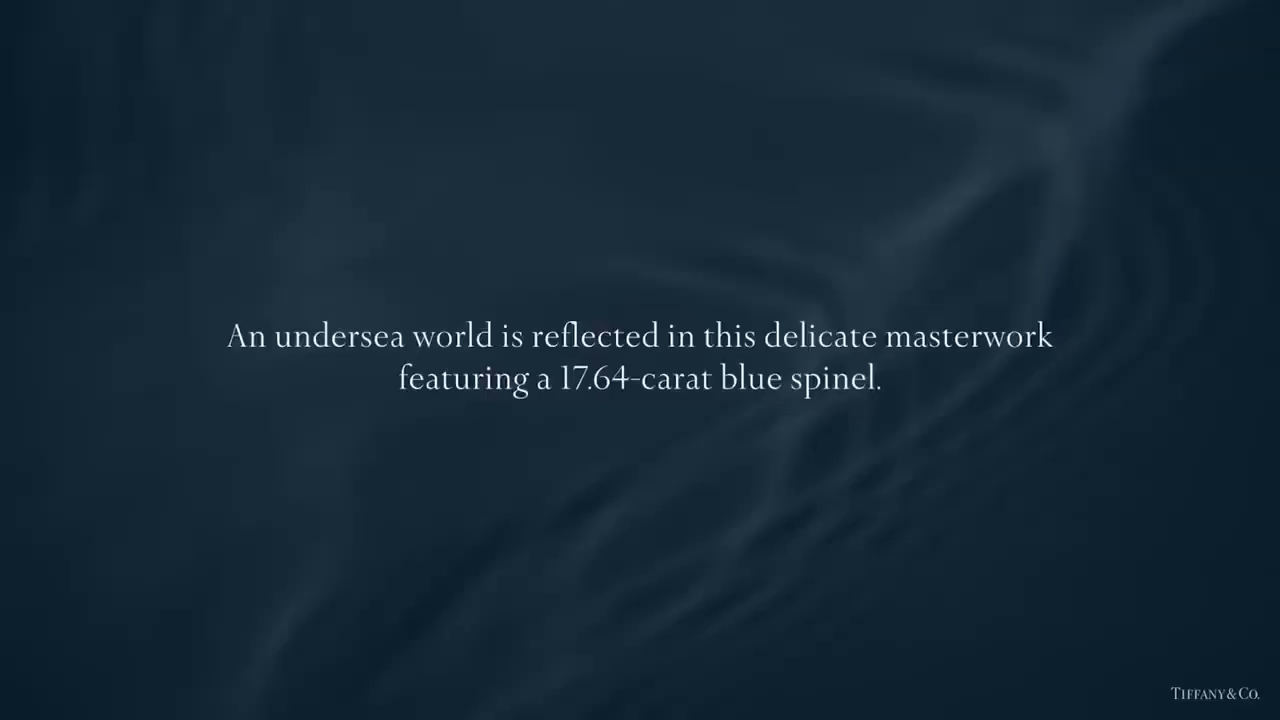 An undersea world is reflected in this delicate masterwork
featuring a 17.64-carat blue spinel.
TIFFANY & CO.